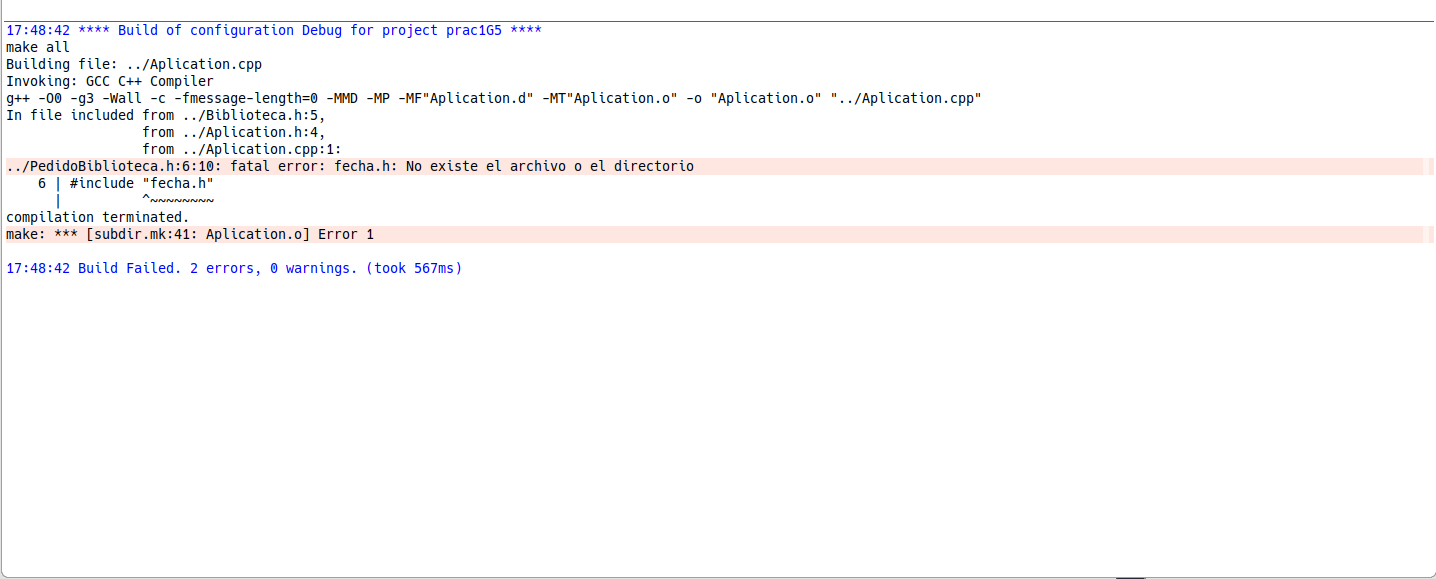 17:48:42 **** Build of configuration Debug for project prac1G5 ****
make all
Building file: ../Aplication.cpp
Invoking: GCC C++ Compiler
g++ -O0 -g3 -Wall -c -fmessage-length=0 -MMD -MP -MF"Aplication.d" -MT"Aplication.o" -o "Aplication.o" "../Aplication.cpp"
In file included from ../Biblioteca.h:5,
                 from ../Aplication.h:4,
                 from ../Aplication.cpp:1:
../PedidoBiblioteca.h:6:10: fatal error: fecha.h: No existe el archivo o el directorio
    6 | #include "fecha.h"
      |          ^~~~~~~~~
compilation terminated.
make: *** [subdir.mk:41: Aplication.o] Error 1
17:48:42 Build Failed. 2 errors, 0 warnings. (took 567ms)